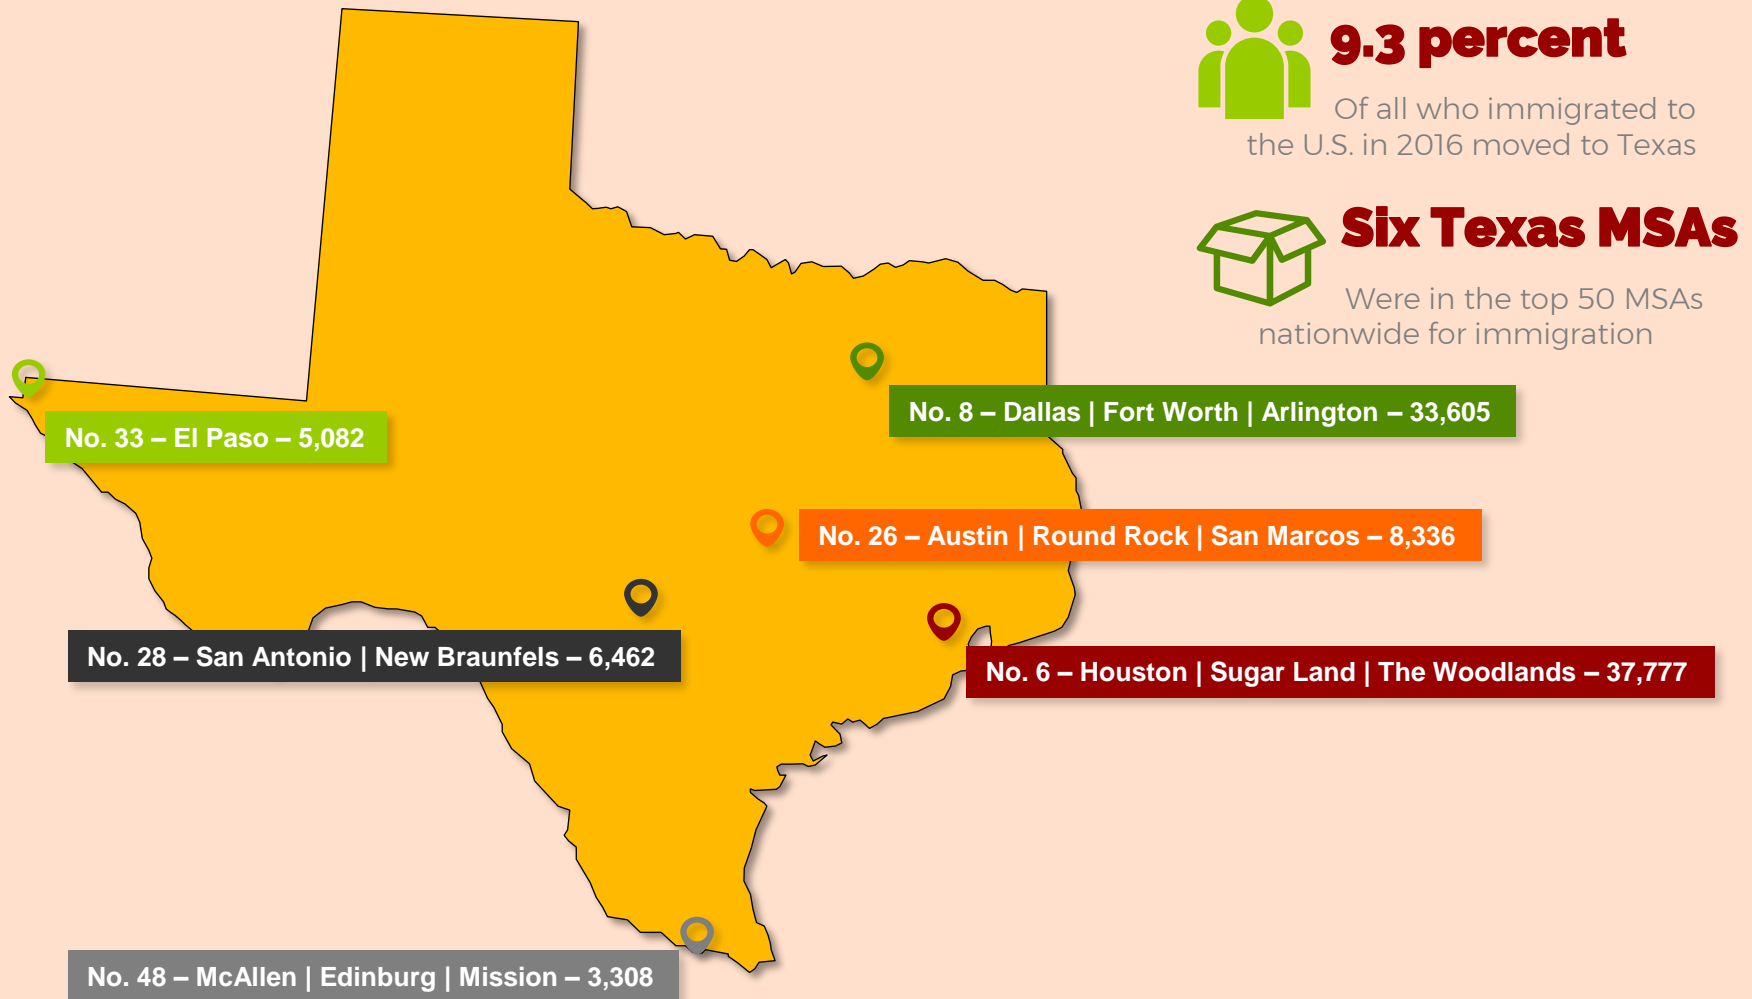 9.3 percent
Of all who immigrated to
the U.S. in 2016 moved to Texas
Six Texas MSAs
Were in the top 50 MSAs
nationwide for immigration
No. 8 – Dallas | Fort Worth | Arlington – 33,605
No. 33 – El Paso – 5,082
No. 26 – Austin | Round Rock | San Marcos – 8,336
No. 28 – San Antonio | New Braunfels – 6,462
No. 6 – Houston | Sugar Land | The Woodlands – 37,777
No. 48 – McAllen | Edinburg | Mission – 3,308